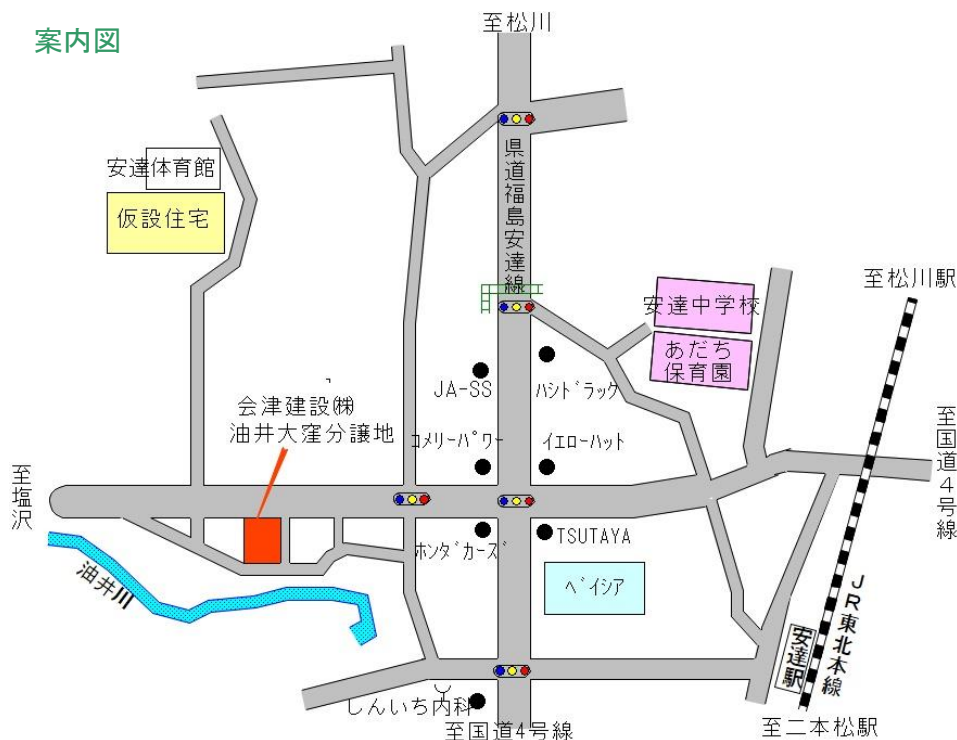 案内図
至松川
安達体育館
仮設住宅
県道福島安達線
至松川駅
安達中学校
あだち
保育園
JA-SS
ハシドラッグ
会津建設㈱
油井大窪分譲地
コメリーパワー
イエローハット
至国道4号線
至塩沢
ホンダカーズ
TSUTAYA
ベイシア
油井川
JR東北本線
安達駅
しんいち内科
至国道4号線
至二本松駅